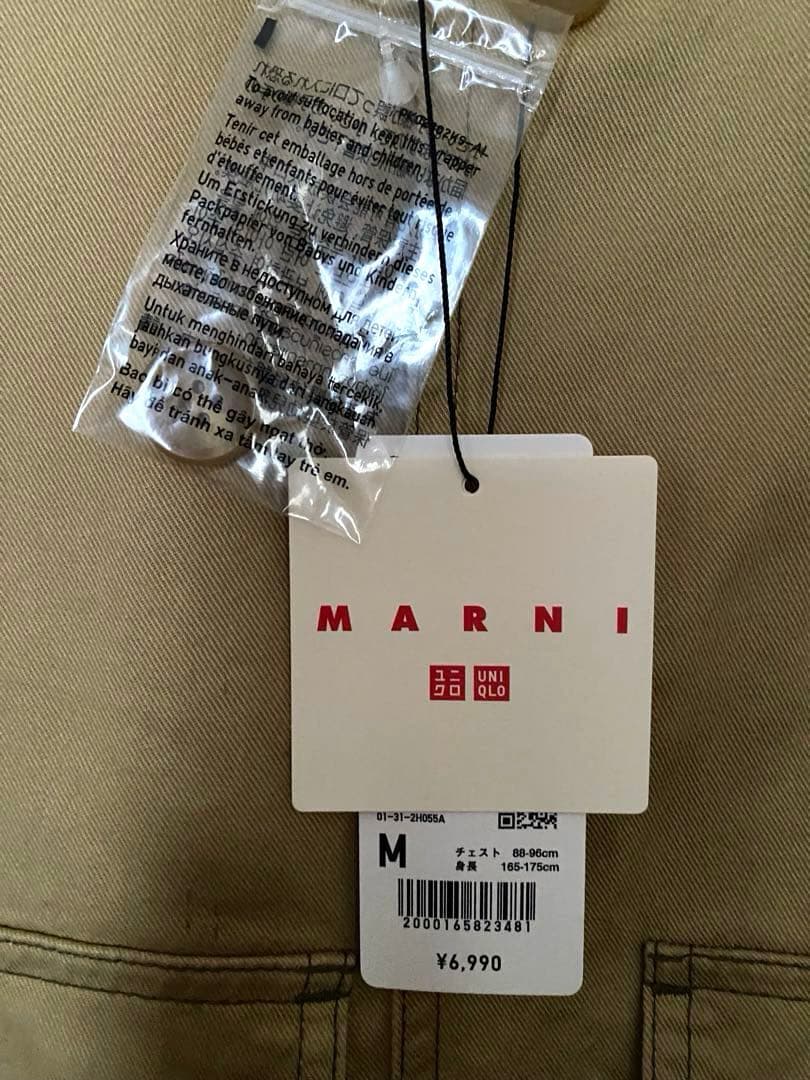 To avoid suffocation keep this wrapper
away from babies and children.
Tenir cet emballage hors de portée de
bébés et enfants pour éviter tout risque
d'étouffement.
Um Erstickung zu verhindern dieses
Packpapier von Babys und Kindern
fernhalten.
Храните в недоступном для детей
месте, во избежание попадания в
дыхательные пути.
Untuk menghindari bahaya tercekik,
jauhkan bungkusnya dari jangkauan
bayi dan anak-anak.
Bao bì có thể gây ngạt thở.
Hãy để tránh xa tầm tay trẻ em.
MARNI
ユニ UNI
クロ QLO
01-31-2H055A
M チェスト 88-96cm
身長 165-175cm
2000165823481
¥6,990